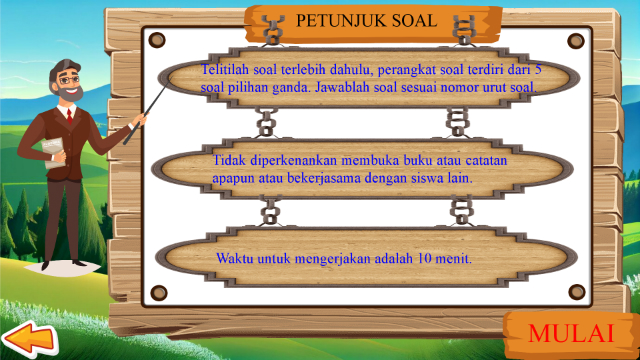 PETUNJUK SOAL
Telitilah soal terlebih dahulu, perangkat soal terdiri dari 5
soal pilihan ganda. Jawablah soal sesuai nomor urut soal.
Tidak diperkenankan membuka buku atau catatan
apapun atau bekerjasama dengan siswa lain.
Waktu untuk mengerjakan adalah 10 menit.
MULAI